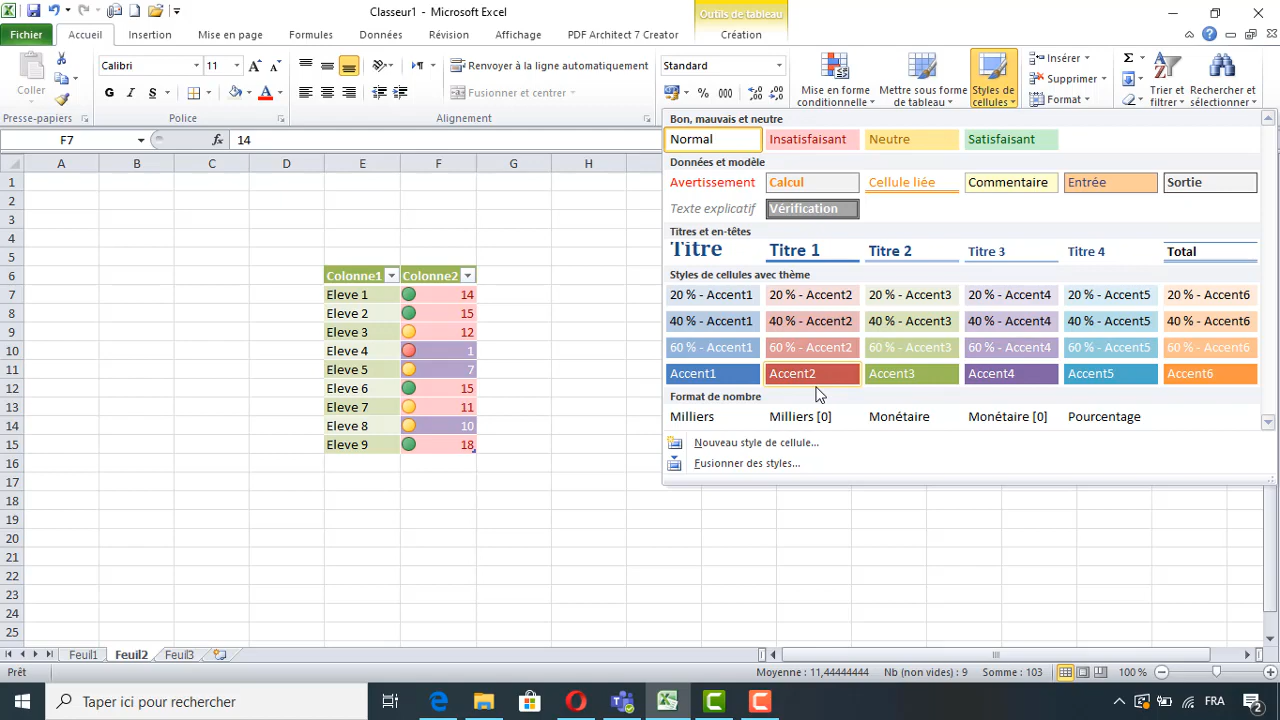 Classeur1 - Microsoft Excel
Outils de tableau
Fichier Accueil Insertion Mise en page Formules Données Révision Affichage PDF Architect 7 Creator Création
Calibri 11 Renvoyer à la ligne automatiquement Standard
Coller
G I S A Fusionner et centrer % 000
Mise en forme conditionnelle
Mettre sous forme de tableau
Styles de cellules
Insérer
Supprimer
Format
Σ
Trier et filtrer
Rechercher et sélectionner
Presse-papiers Police Alignement
F7 fx 14
A B C D E F G H
1
2
3
4
5
6 Colonne1 Colonne2
7 Eleve 1 14
8 Eleve 2 15
9 Eleve 3 12
10 Eleve 4 1
11 Eleve 5 7
12 Eleve 6 15
13 Eleve 7 11
14 Eleve 8 10
15 Eleve 9 18
16
17
18
19
20
21
22
23
24
25
Bon, mauvais et neutre
Normal Insatisfaisant Neutre Satisfaisant
Données et modèle
Avertissement Calcul Cellule liée Commentaire Entrée Sortie
Texte explicatif Vérification
Titres et en-têtes
Titre Titre 1 Titre 2 Titre 3 Titre 4 Total
Styles de cellules avec thème
20 % - Accent1 20 % - Accent2 20 % - Accent3 20 % - Accent4 20 % - Accent5 20 % - Accent6
40 % - Accent1 40 % - Accent2 40 % - Accent3 40 % - Accent4 40 % - Accent5 40 % - Accent6
60 % - Accent1 60 % - Accent2 60 % - Accent3 60 % - Accent4 60 % - Accent5 60 % - Accent6
Accent1 Accent2 Accent3 Accent4 Accent5 Accent6
Format de nombre
Milliers Milliers [0] Monétaire Monétaire [0] Pourcentage
Nouveau style de cellule...
Fusionner des styles...
Feuil1 Feuil2 Feuil3
Prêt Moyenne : 11,44444444 Nb (non vides) : 9 Somme : 103 100 %
Taper ici pour rechercher FRA 2